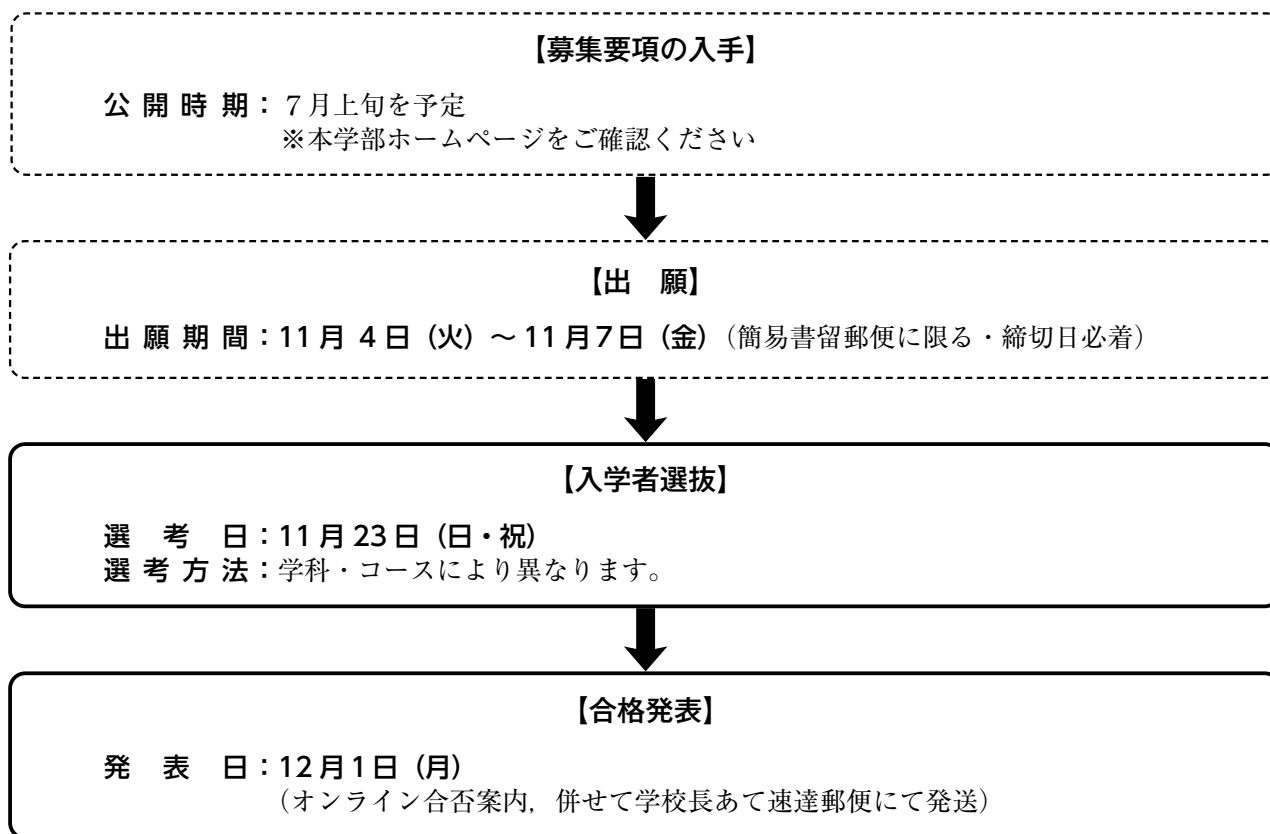 【募集要項の入手】
公開時期：７月上旬を予定
※本学部ホームページをご確認ください
【出　願】
出願期間：11月 4日（火）～11月7日（金）（簡易書留郵便に限る・締切日必着）
【入学者選抜】
選　考　日：11月23日（日・祝）
選考方法：学科・コースにより異なります。
【合格発表】
発　表　日：12月1日（月）
（オンライン合否案内，併せて学校長あて速達郵便にて発送）